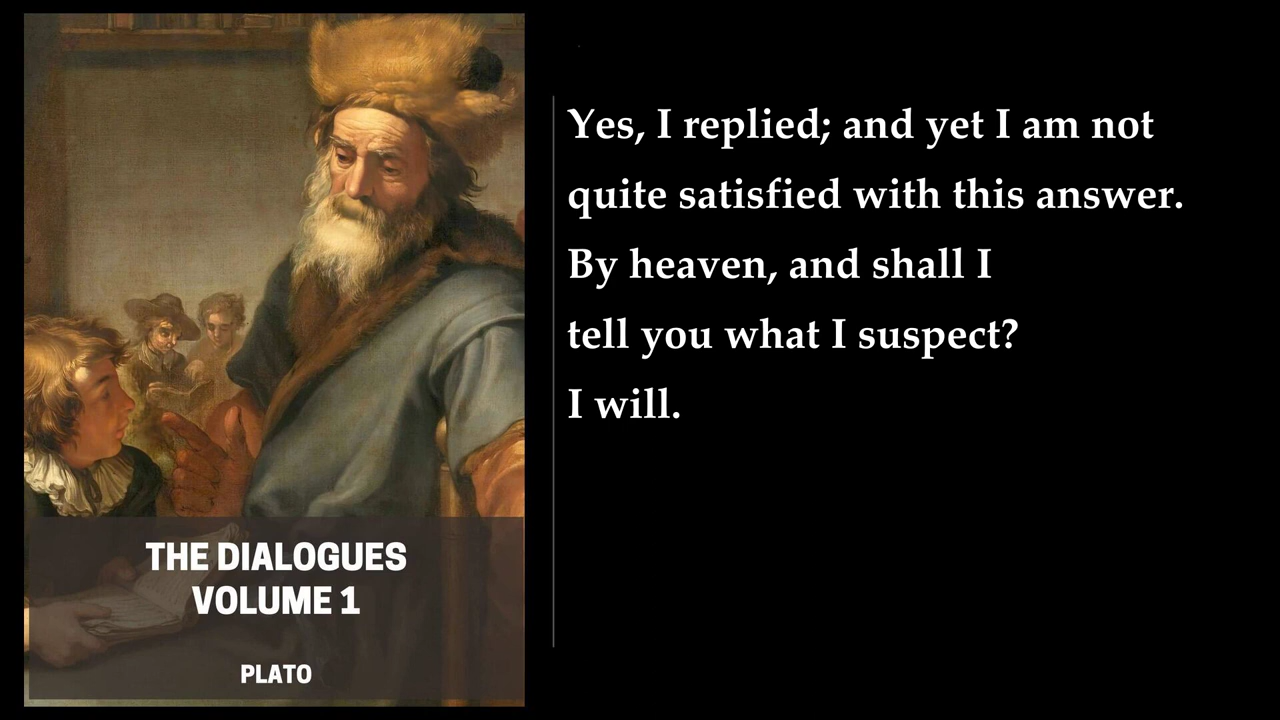 Yes, I replied; and yet I am not
quite satisfied with this answer.
By heaven, and shall I
tell you what I suspect?
I will.
THE DIALOGUES
VOLUME 1
PLATO